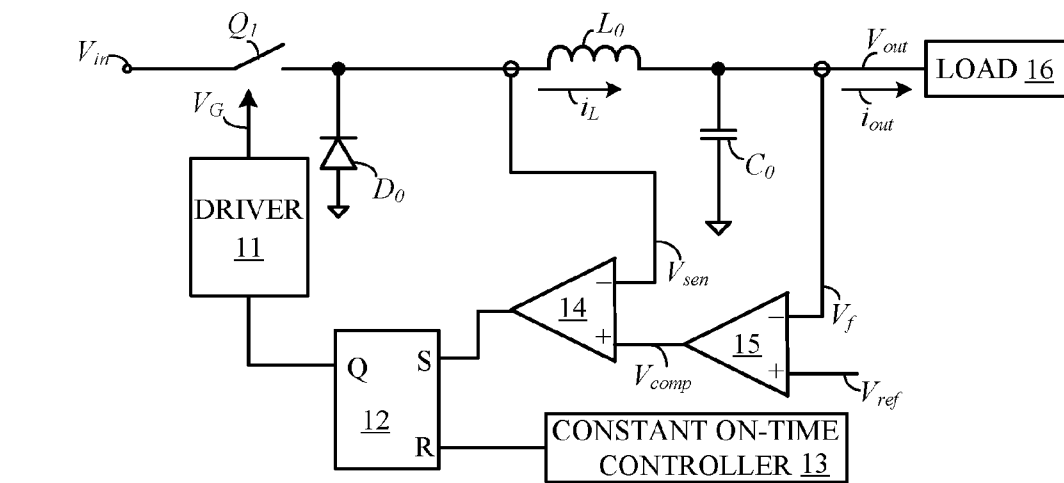 Q1
L0
Vin
Vout
LOAD 16
VG
iL
iout
C0
D0
DRIVER
11
Vsen
14
−
+
Vf
−
15
+
Vcomp
Vref
Q
S
12
R
CONSTANT ON-TIME
CONTROLLER 13